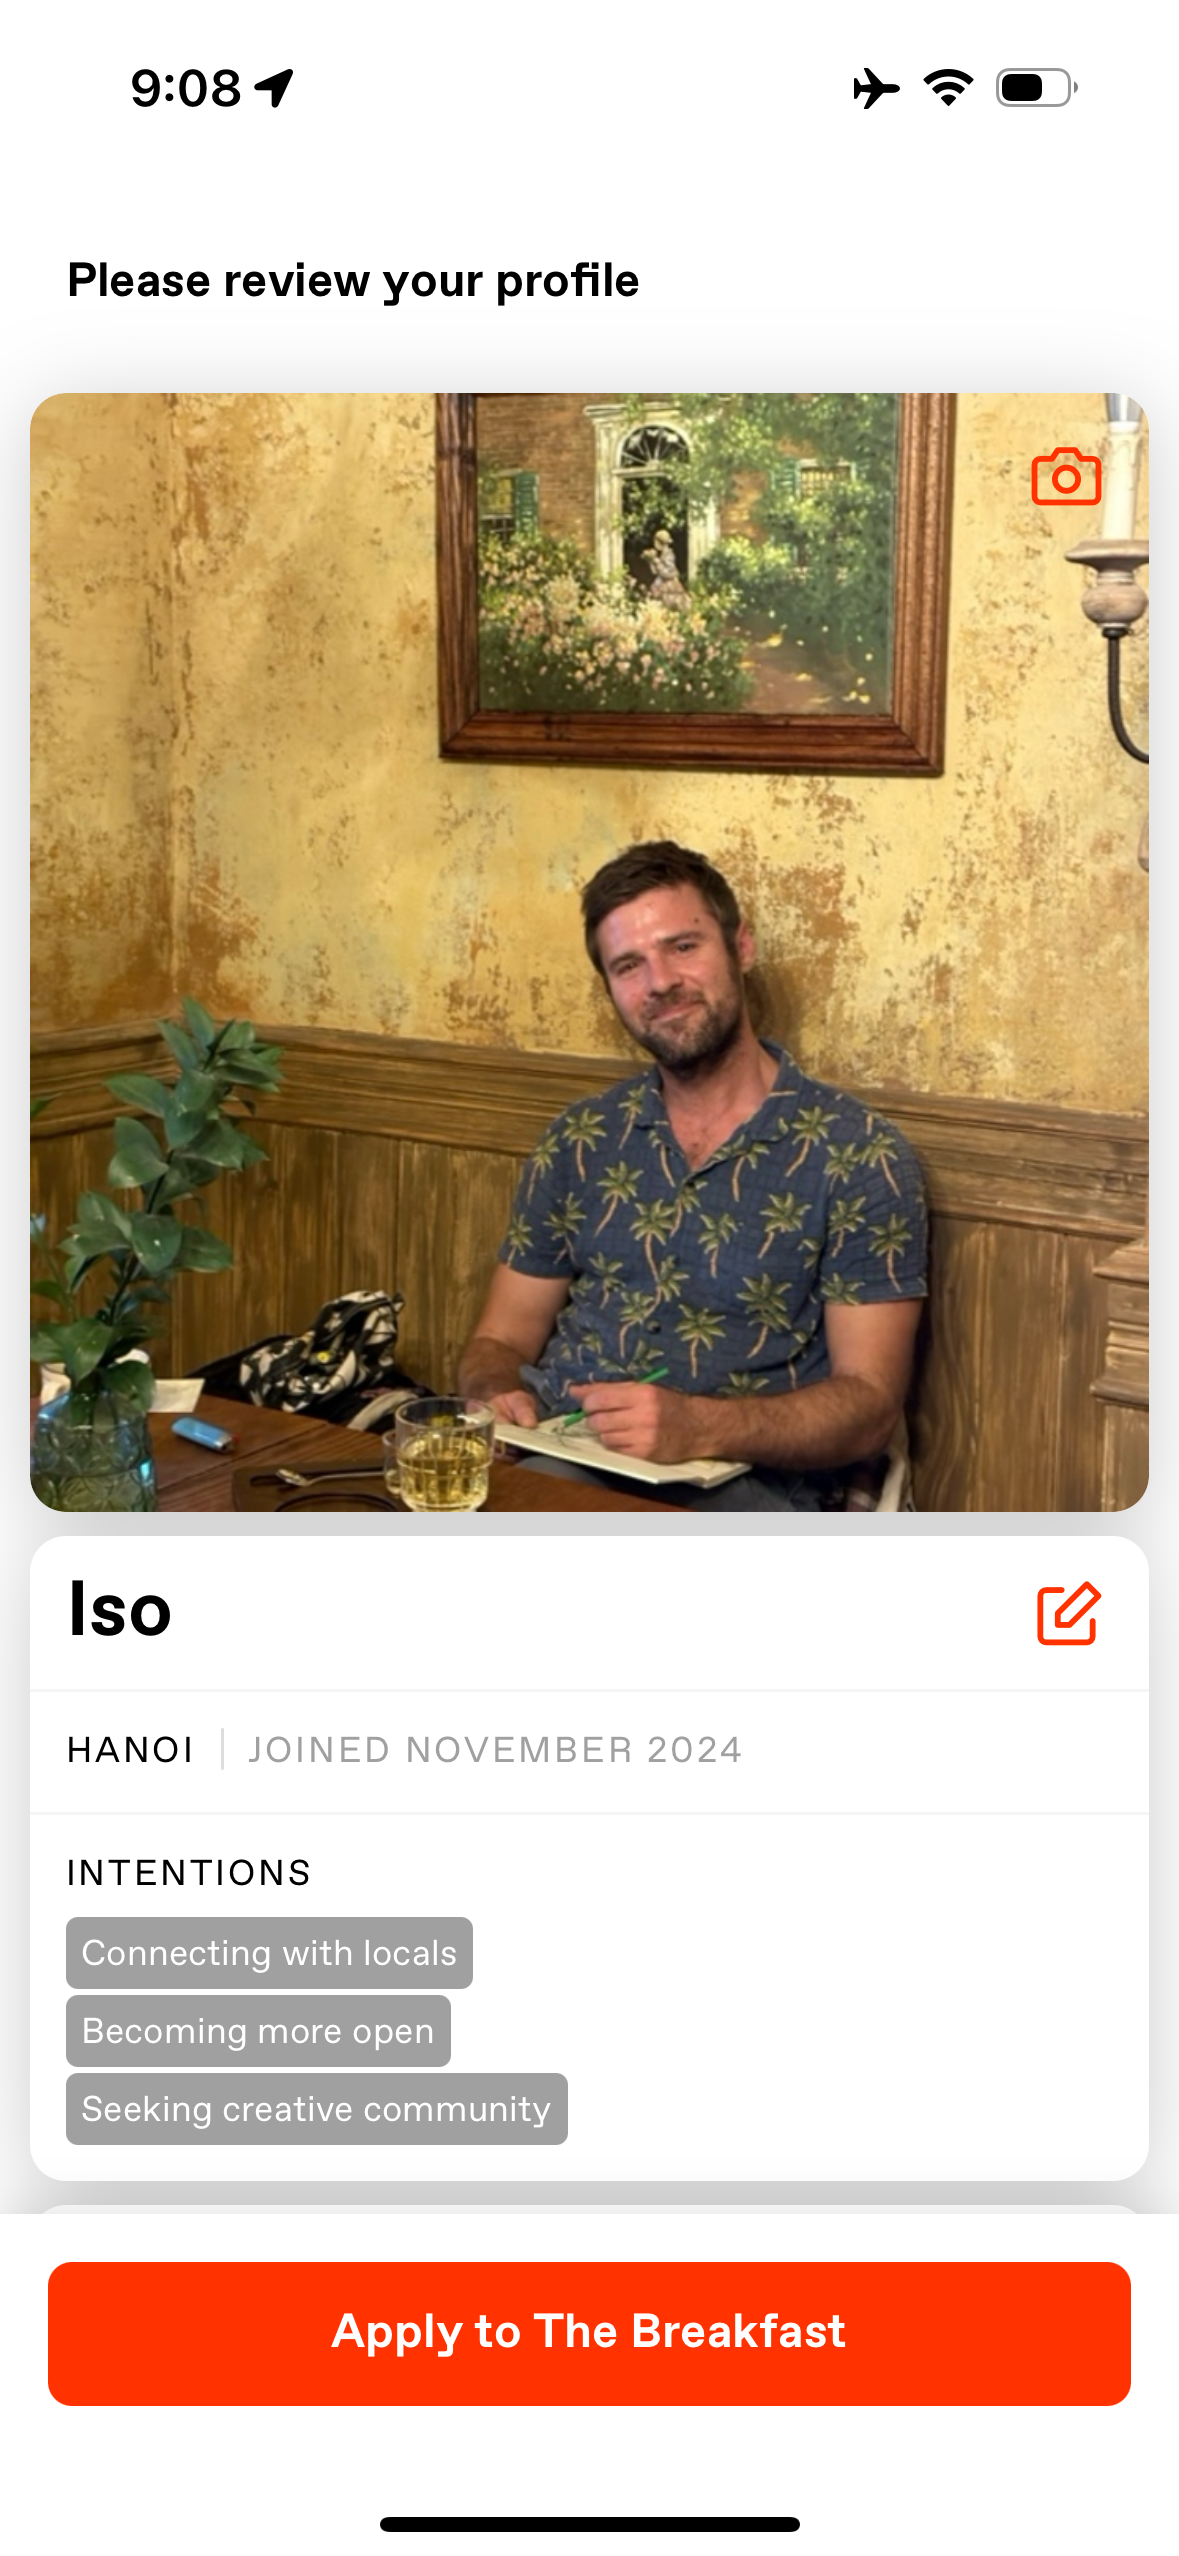 9:08
Please review your profile
Iso
HANOI | JOINED NOVEMBER 2024
INTENTIONS
Connecting with locals
Becoming more open
Seeking creative community
Apply to The Breakfast